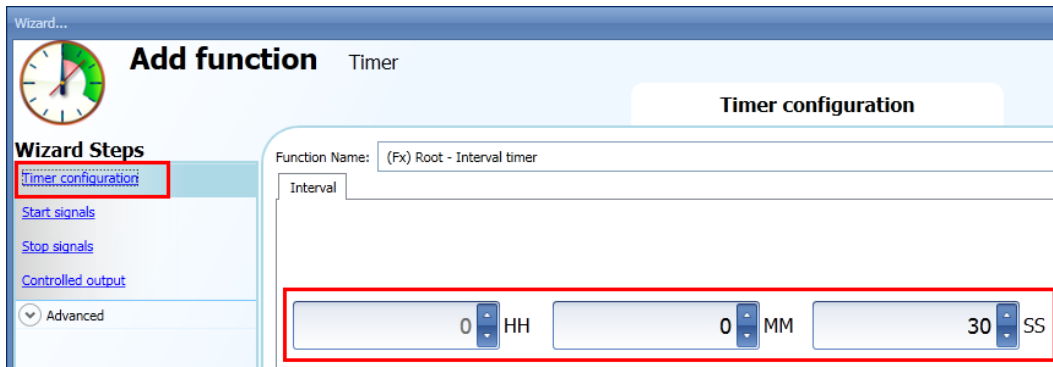 Wizard...
Add function Timer
Timer configuration
Wizard Steps
Timer configuration
Start signals
Stop signals
Controlled output
Advanced
Function Name: (Fx) Root - Interval timer
Interval
0 HH 0 MM 30 SS